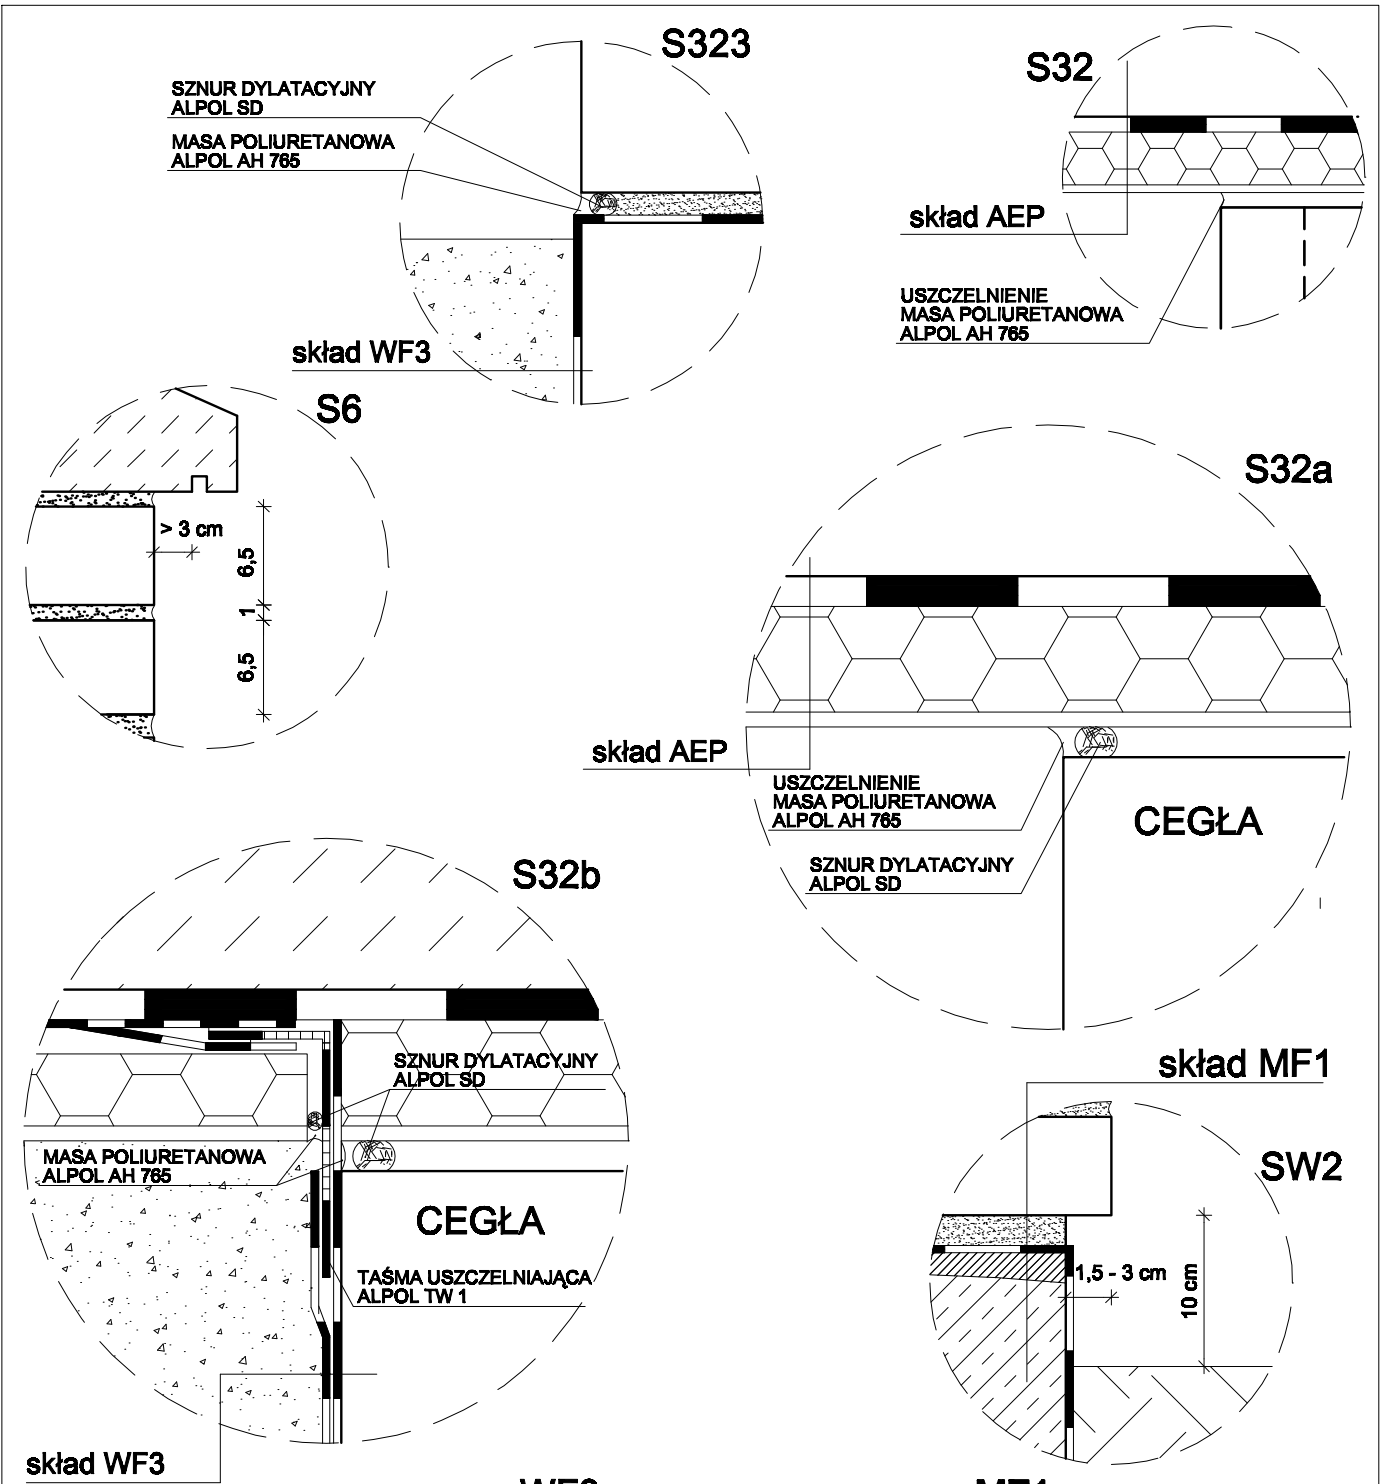 S323
SZNUR DYLATACYJNY
ALPOL SD
MASA POLIURETANOWA
ALPOL AH 765
skład WF3
S32
skład AEP
USZCZELNIENIE
MASA POLIURETANOWA
ALPOL AH 765
S6
> 3 cm
6,5
1
6,5
S32a
skład AEP
USZCZELNIENIE
MASA POLIURETANOWA
ALPOL AH 765
CEGŁA
SZNUR DYLATACYJNY
ALPOL SD
S32b
SZNUR DYLATACYJNY
ALPOL SD
MASA POLIURETANOWA
ALPOL AH 765
CEGŁA
TAŚMA USZCZELNIAJĄCA
ALPOL TW 1
skład WF3
skład MF1
SW2
1,5 - 3 cm
10 cm
MF1